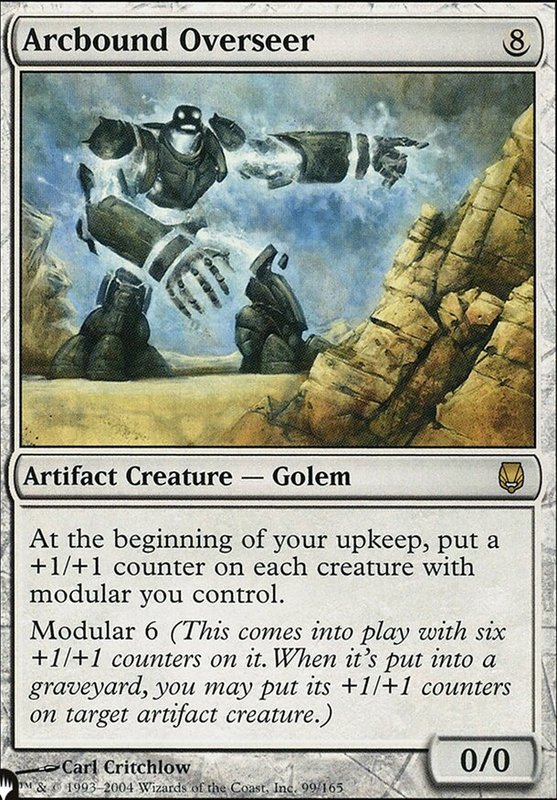 Arcbound Overseer 8
Artifact Creature — Golem
At the beginning of your upkeep, put a
+1/+1 counter on each creature with
modular you control.
Modular 6 (This comes into play with six
+1/+1 counters on it. When it's put into a
graveyard, you may put its +1/+1 counters
on target artifact creature.)
0/0
Carl Critchlow
™ & © 1993–2004 Wizards of the Coast, Inc. 99/165